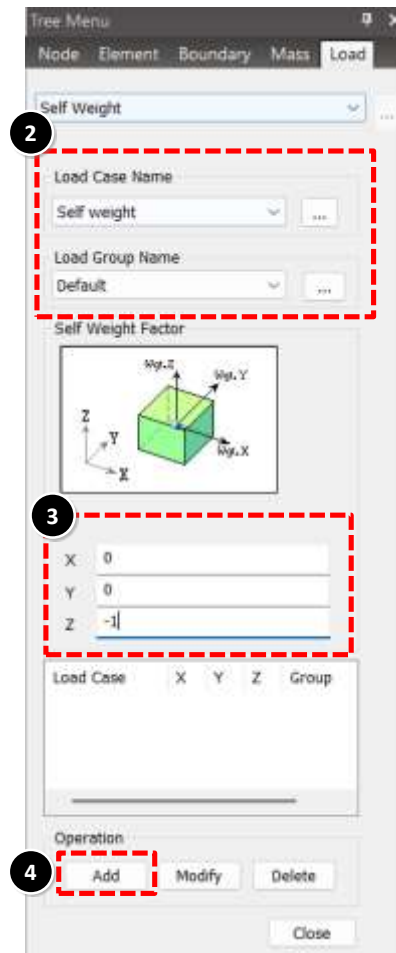 Tree Menu
Node Element Boundary Mass Load
Self Weight
...
2
Load Case Name
Self weight
...
Load Group Name
Default
...
Self Weight Factor
Wgt.Z
Wgt.Y
Z
Y
Wgt.X
X
3
X 0
Y 0
Z -1
Load Case X Y Z Group
Operation
4
Add Modify Delete
Close